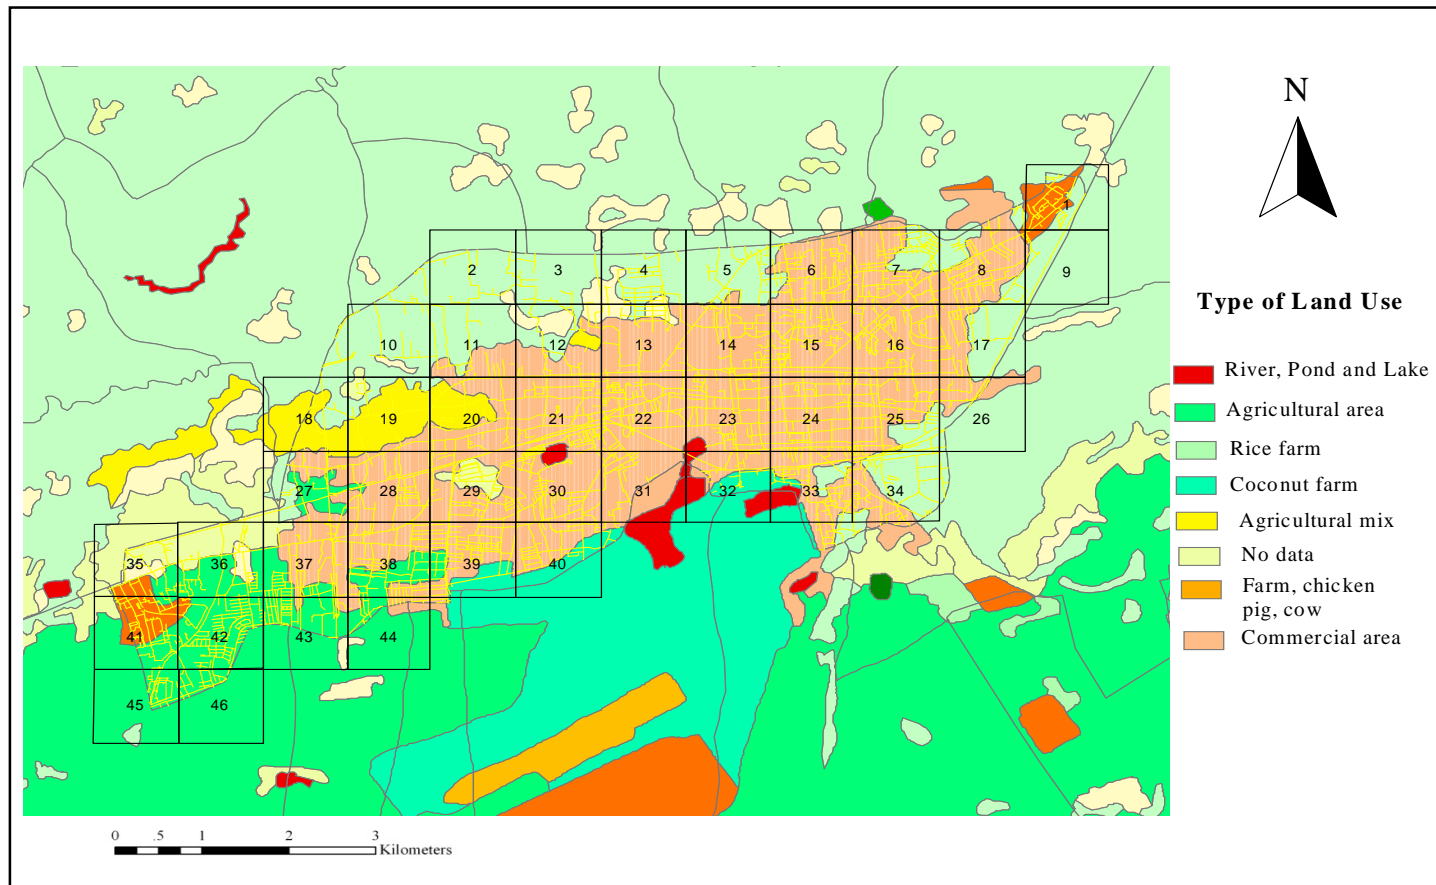 N
1
2 3 4 5 6 7 8 9
10 11 12 13 14 15 16 17
18 19 20 21 22 23 24 25 26
27 28 29 30 31 32 33 34
35 36 37 38 39 40
41 42 43 44
45 46
Type of Land Use
River, Pond and Lake
Agricultural area
Rice farm
Coconut farm
Agricultural mix
No data
Farm, chicken
pig, cow
Commercial area
0 .5 1 2 3
Kilometers